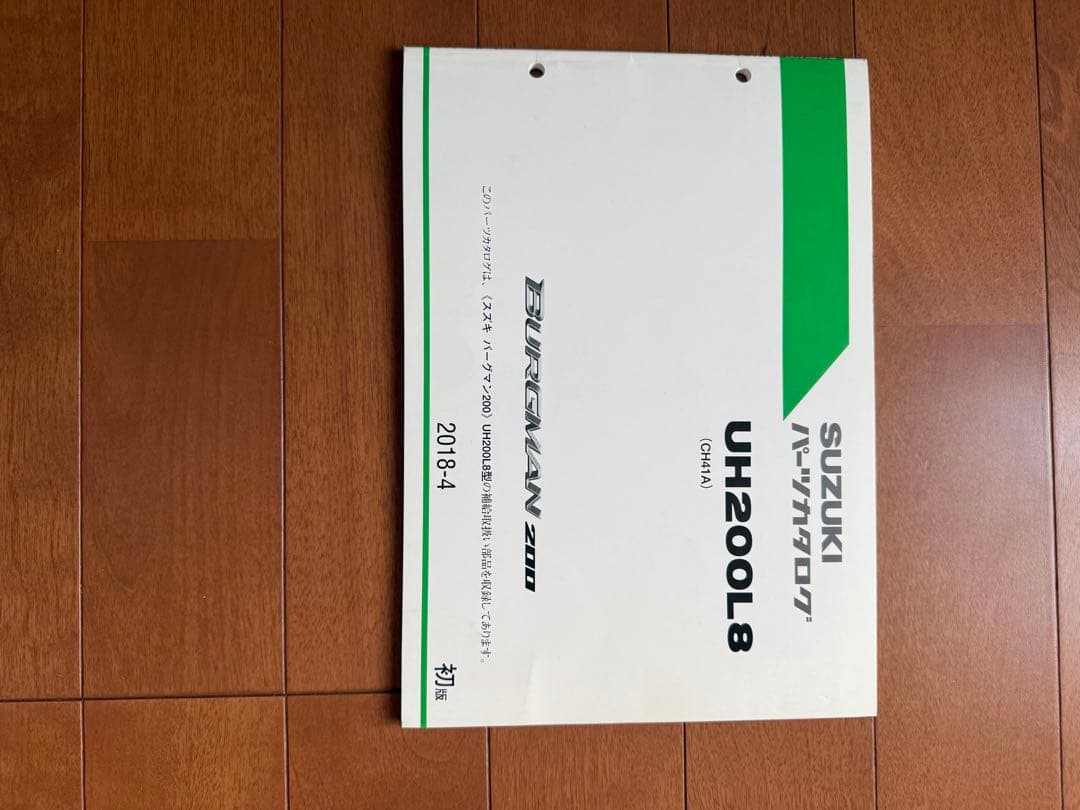 SUZUKI
パーツカタログ
UH200L8
(CH41A)
BURGMAN 200
このパーツカタログは、《スズキ バーグマン200》UH200L8型の補給取扱い部品を収録してあります。
2018-4
初版